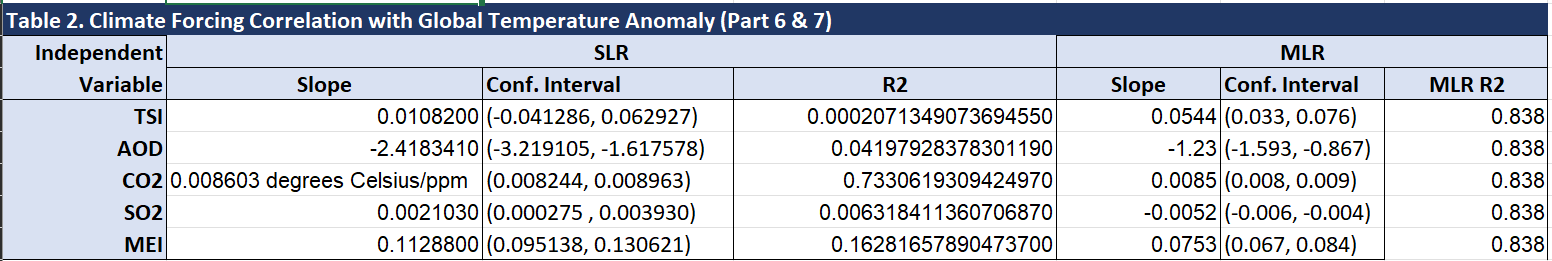 Table 2. Climate Forcing Correlation with Global Temperature Anomaly (Part 6 & 7)
Independent Variable SLR MLR
Slope Conf. Interval R2 Slope Conf. Interval MLR R2
TSI 0.0108200 (-0.041286, 0.062927) 0.0002071349073694550 0.0544 (0.033, 0.076) 0.838
AOD -2.4183410 (-3.219105, -1.617578) 0.04197928378301190 -1.23 (-1.593, -0.867) 0.838
CO2 0.008603 degrees Celsius/ppm (0.008244, 0.008963) 0.7330619309424970 0.0085 (0.008, 0.009) 0.838
SO2 0.0021030 (0.000275 , 0.003930) 0.006318411360706870 -0.0052 (-0.006, -0.004) 0.838
MEI 0.1128800 (0.095138, 0.130621) 0.16281657890473700 0.0753 (0.067, 0.084) 0.838